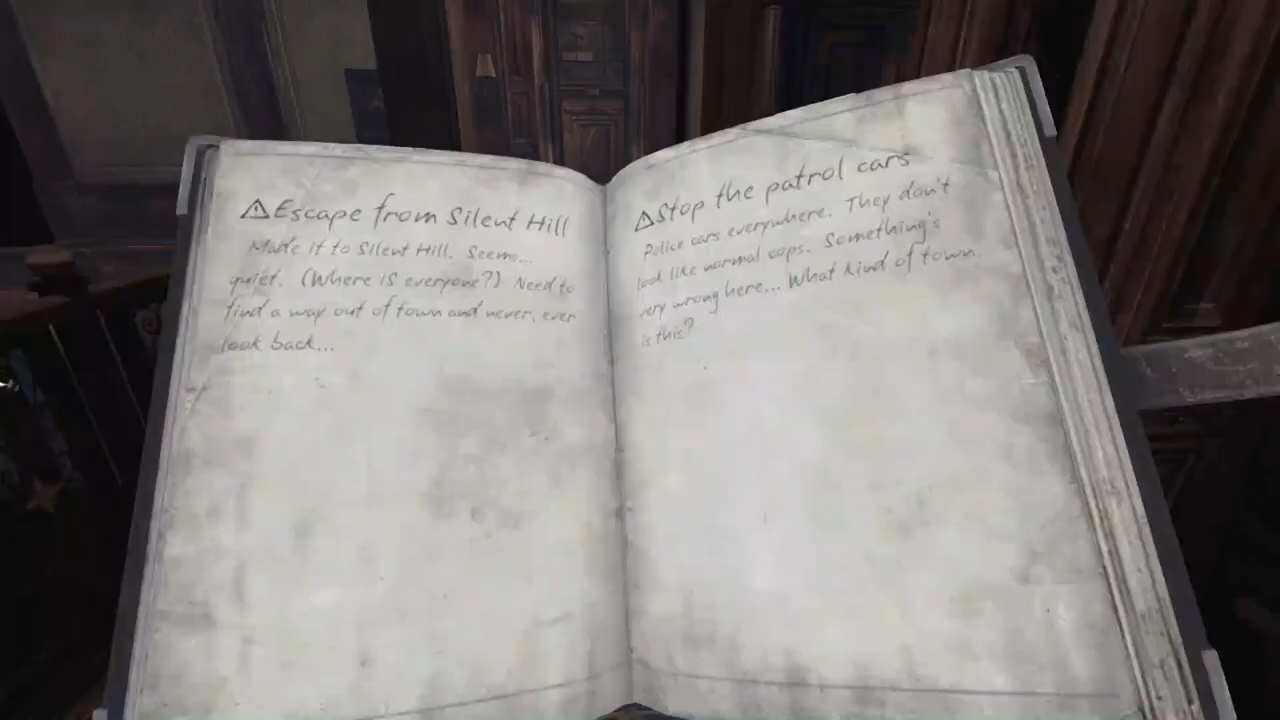 ⚠Escape from Silent Hill
Made it to Silent Hill. Seems...
quiet. (Where is everyone?) Need to
find a way out of town and never, ever
look back...
⚠Stop the patrol cars
Police cars everywhere. They don't
look like normal cops. Something's
very wrong here... What kind of town
is this?